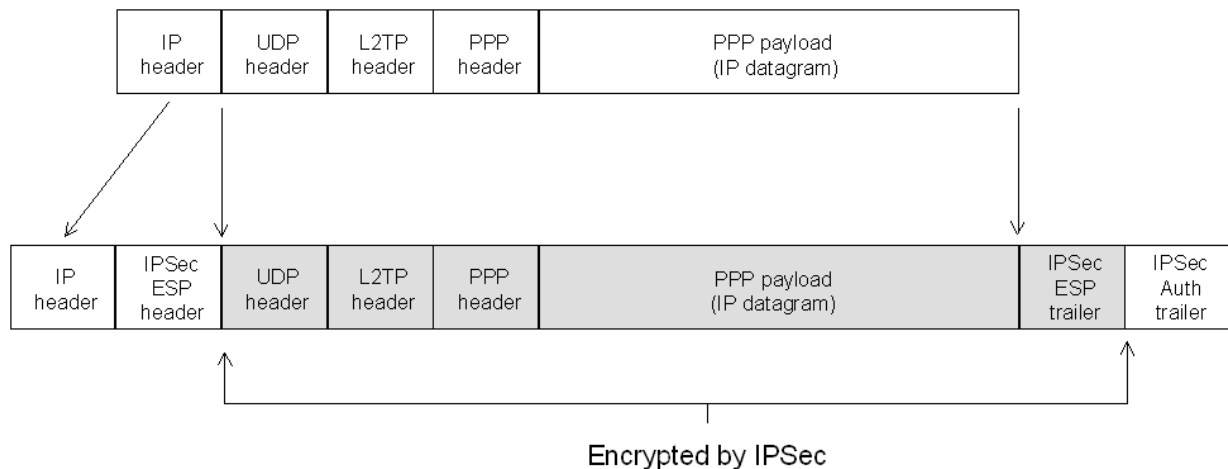 IP
header
UDP
header
L2TP
header
PPP
header
PPP payload
(IP datagram)
IP
header
IPSec
ESP
header
UDP
header
L2TP
header
PPP
header
PPP payload
(IP datagram)
IPSec
ESP
trailer
IPSec
Auth
trailer
Encrypted by IPSec